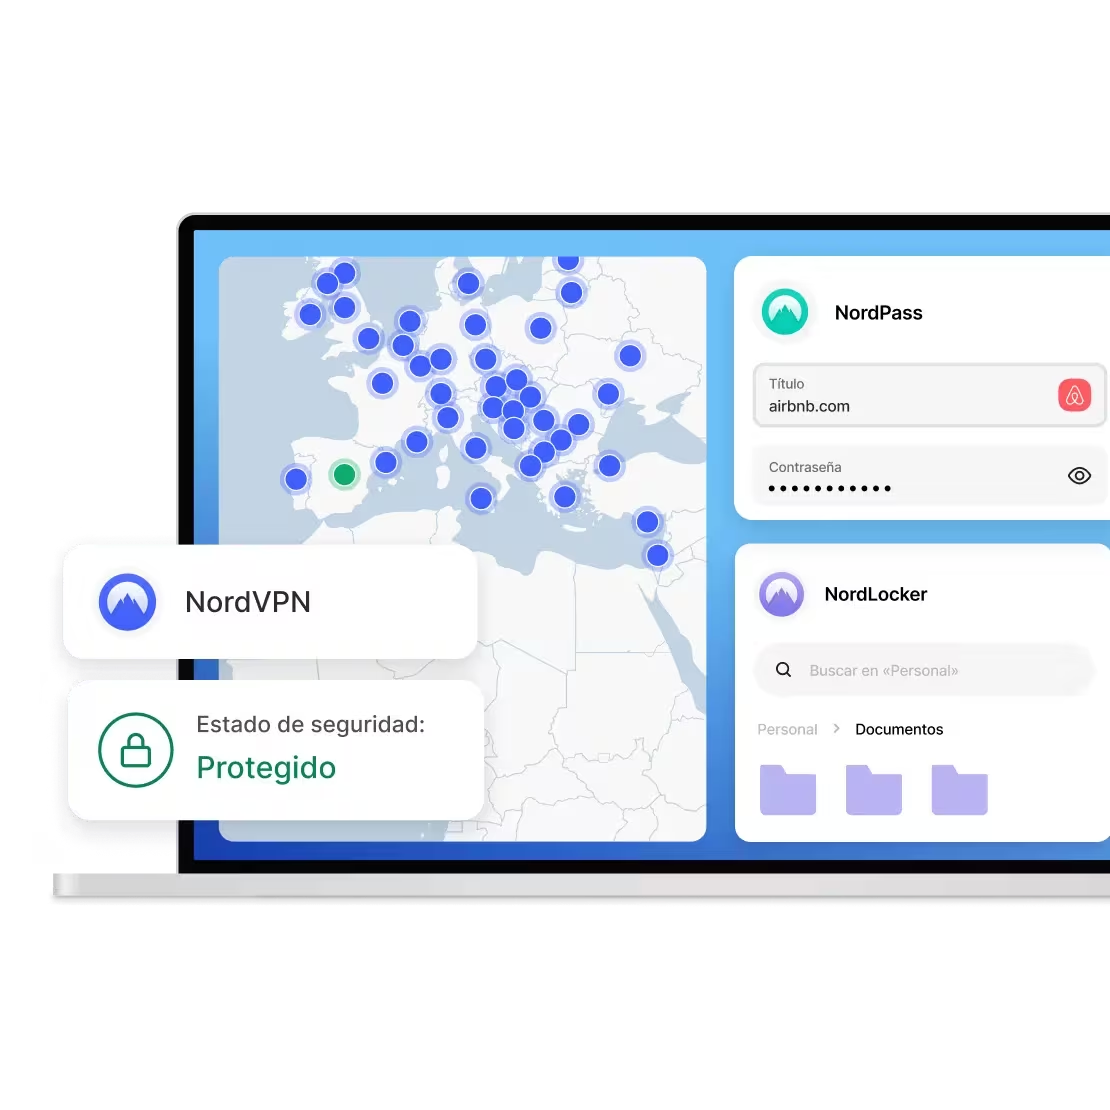 NordPass
Título
airbnb.com
Contraseña
NordVPN
Estado de seguridad:
Protegido
NordLocker
Buscar en «Personal»
Personal > Documentos